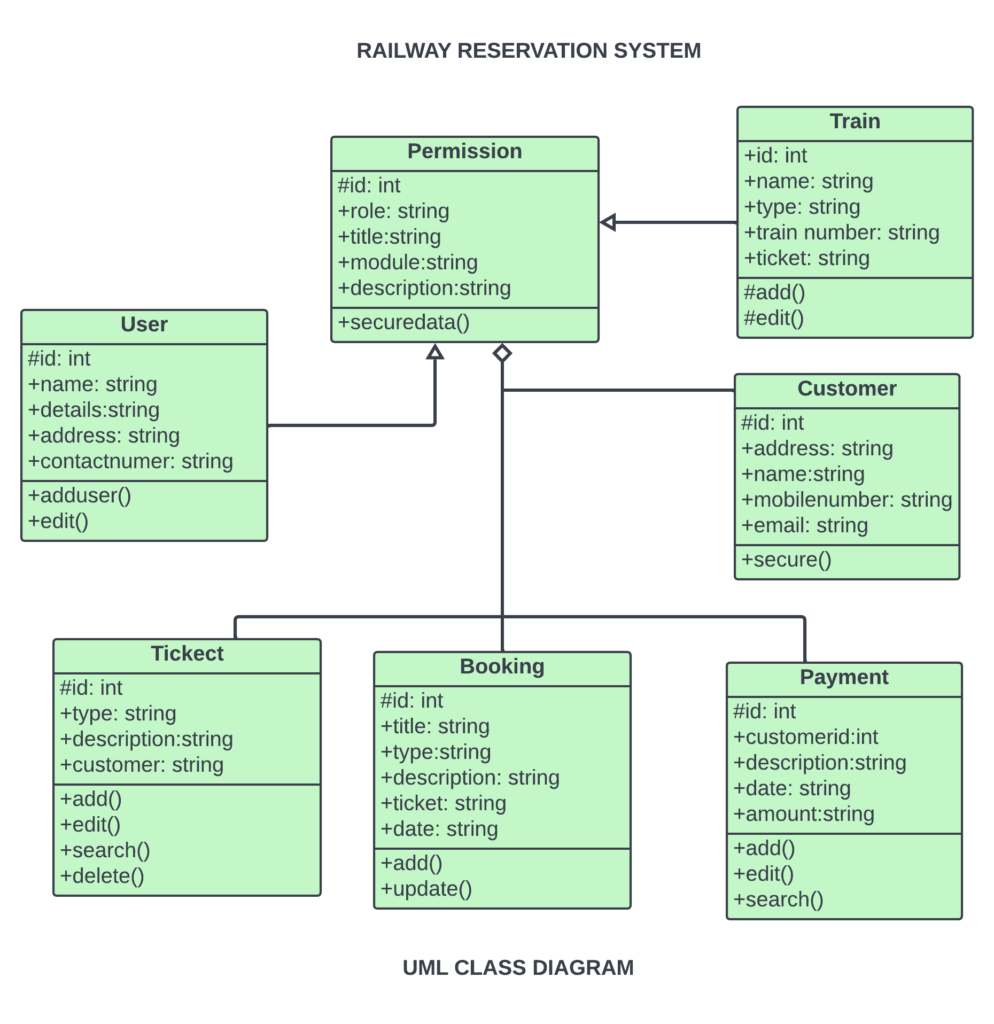 RAILWAY RESERVATION SYSTEM
Permission
#id: int
+role: string
+title:string
+module:string
+description:string
+securedata()
Train
+id: int
+name: string
+type: string
+train number: string
+ticket: string
#add()
#edit()
User
#id: int
+name: string
+details:string
+address: string
+contactnumer: string
+adduser()
+edit()
Customer
#id: int
+address: string
+name:string
+mobilenumber: string
+email: string
+secure()
Tickect
#id: int
+type: string
+description:string
+customer: string
+add()
+edit()
+search()
+delete()
Booking
#id: int
+title: string
+type:string
+description: string
+ticket: string
+date: string
+add()
+update()
Payment
#id: int
+customerid:int
+description:string
+date: string
+amount:string
+add()
+edit()
+search()
UML CLASS DIAGRAM